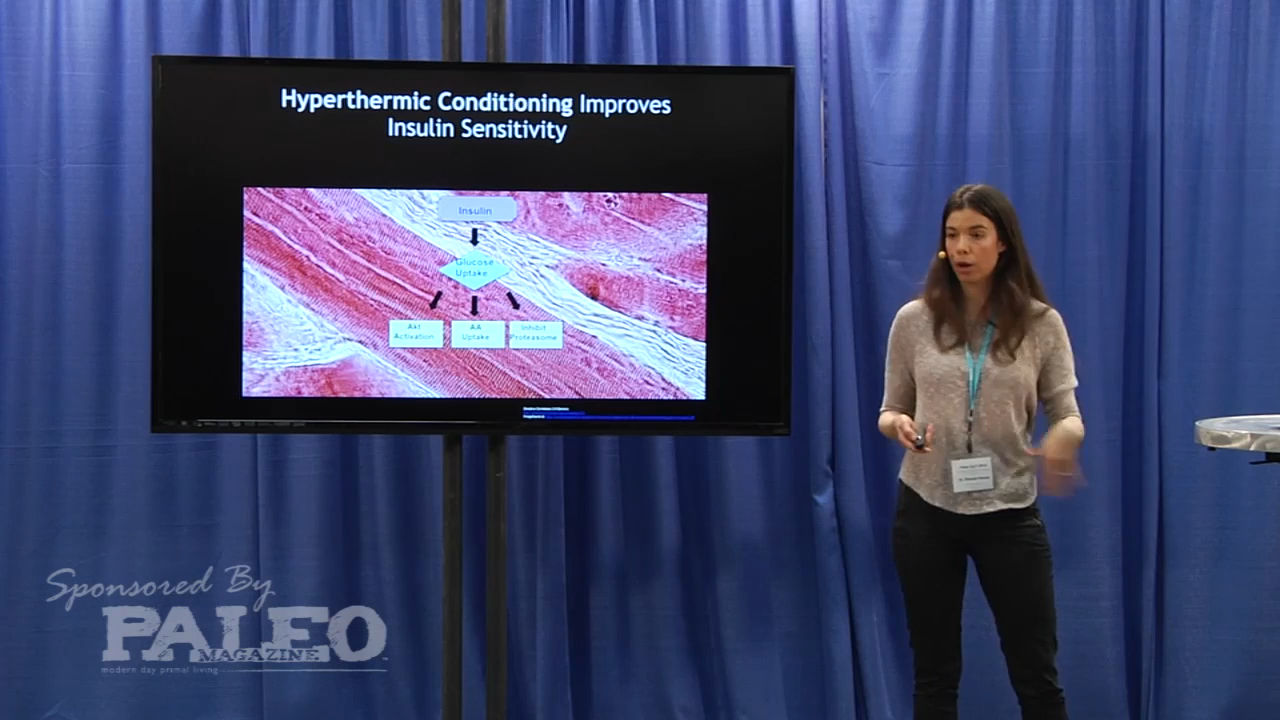 Hyperthermic Conditioning Improves
Insulin Sensitivity
Insulin
Glucose
Uptake
Akt
Activation
AA
Uptake
Inhibit
Proteasome
Sponsored By
PALEO
MAGAZINE
modern day primal living